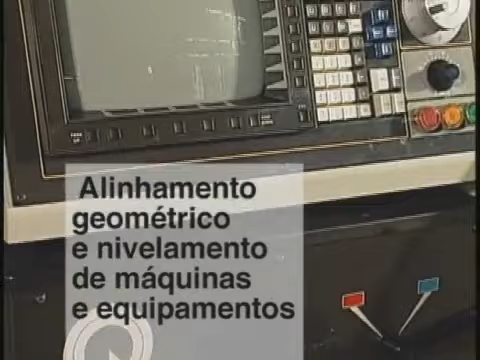 Alinhamento
geométrico
e nivelamento
de máquinas
e equipamentos